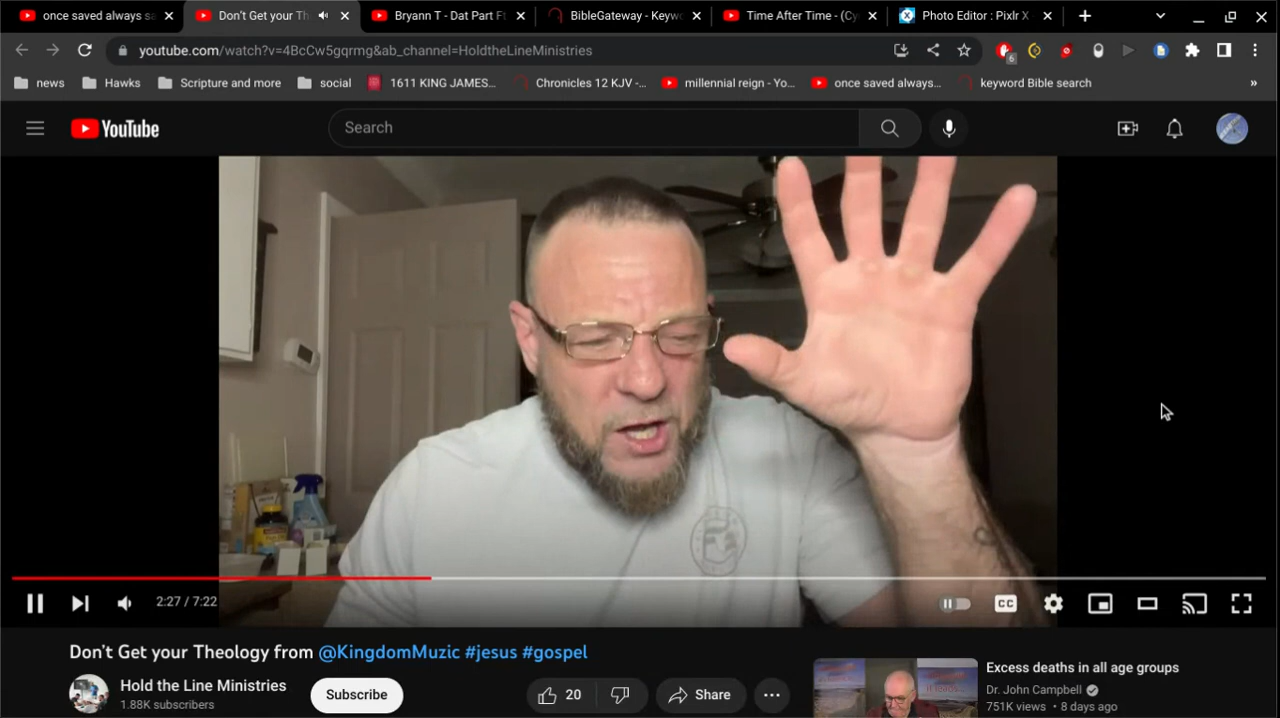 once saved always sa
Don't Get your Th
Bryann T - Dat Part Ft
BibleGateway - Keywo
Time After Time - (Cy
Photo Editor : Pixlr X
youtube.com/watch?v=4BcCw5gqrmg&ab_channel=HoldtheLineMinistries
6
news
Hawks
Scripture and more
social
1611 KING JAMES...
Chronicles 12 KJV -...
millennial reign - Yo...
once saved always...
keyword Bible search
»
YouTube
Search
2:27 / 7:22
CC
Don't Get your Theology from @KingdomMuzic #jesus #gospel
Hold the Line Ministries
1.88K subscribers
Subscribe
20
Share
Excess deaths in all age groups
Dr. John Campbell
751K views • 8 days ago